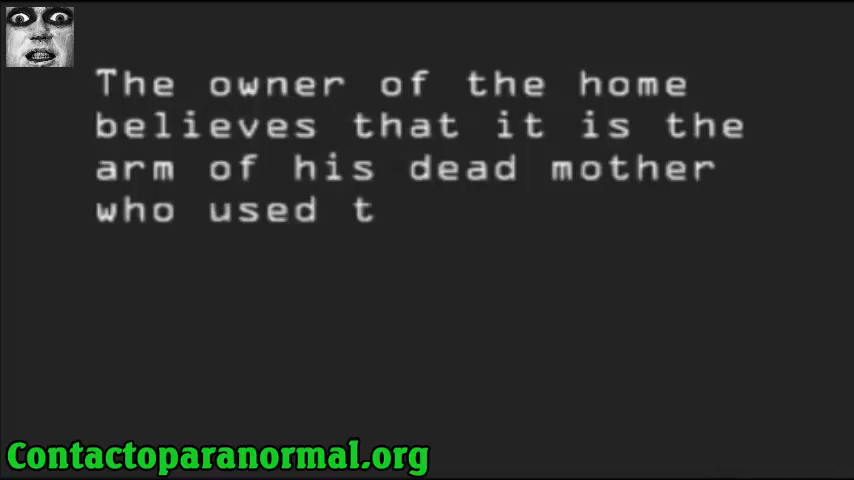 The owner of the home
believes that it is the
arm of his dead mother
who used t
Contactoparanormal.org